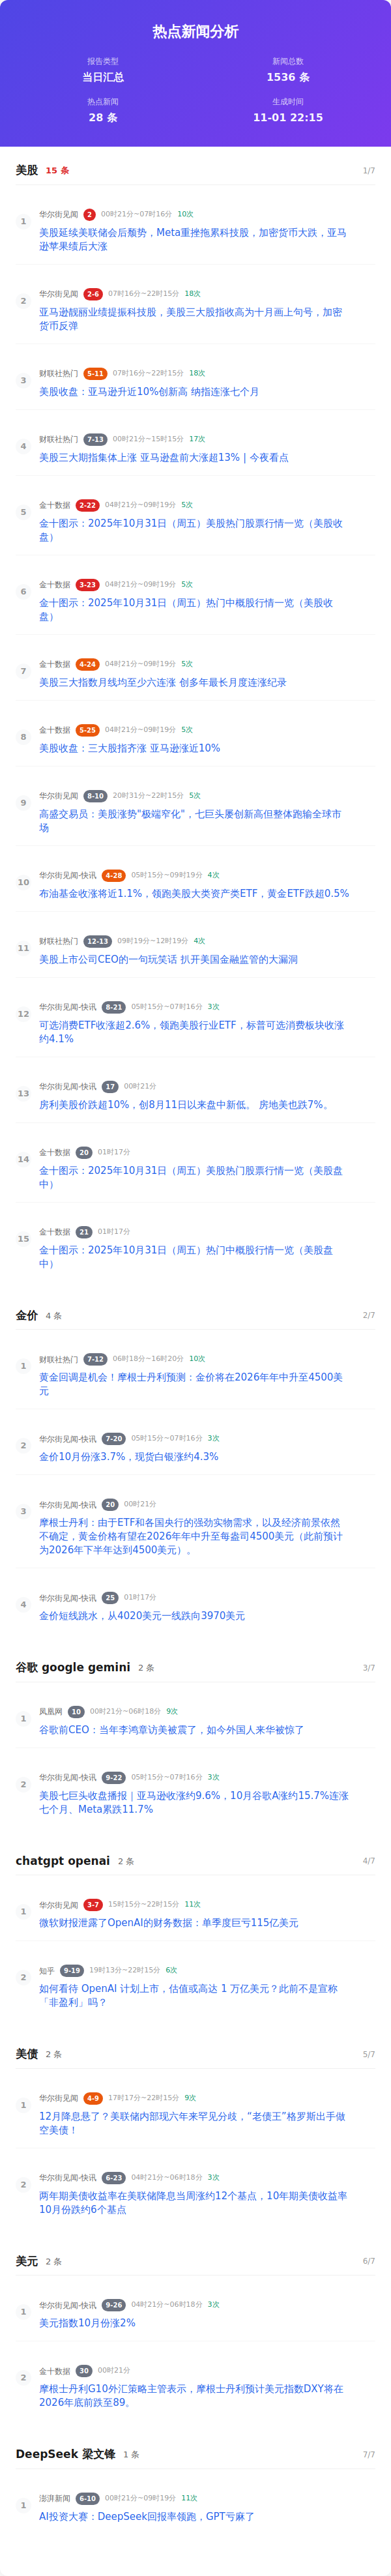 热点新闻分析
报告类型
新闻总数
当日汇总
1536 条
热点新闻
生成时间
28 条
11-01 22:15
美股 15 条 1/7
1
华尔街见闻 2 00时21分~07时16分 10次
美股延续美联储会后颓势，Meta重挫拖累科技股，加密货币大跌，亚马
逊苹果绩后大涨
2
华尔街见闻 2-6 07时16分~22时15分 18次
亚马逊靓丽业绩提振科技股，美股三大股指收高为十月画上句号，加密
货币反弹
3
财联社热门 5-11 07时16分~22时15分 18次
美股收盘：亚马逊升近10%创新高 纳指连涨七个月
4
财联社热门 7-13 00时21分~15时15分 17次
美股三大期指集体上涨 亚马逊盘前大涨超13% | 今夜看点
5
金十数据 2-22 04时21分~09时19分 5次
金十图示：2025年10月31日（周五）美股热门股票行情一览（美股收
盘）
6
金十数据 3-23 04时21分~09时19分 5次
金十图示：2025年10月31日（周五）热门中概股行情一览（美股收
盘）
7
金十数据 4-24 04时21分~09时19分 5次
美股三大指数月线均至少六连涨 创多年最长月度连涨纪录
8
金十数据 5-25 04时21分~09时19分 5次
美股收盘：三大股指齐涨 亚马逊涨近10%
9
华尔街见闻 8-10 20时31分~22时15分 5次
高盛交易员：美股涨势"极端窄化"，七巨头屡创新高但整体跑输全球市
场
10
华尔街见闻-快讯 4-28 05时15分~09时19分 4次
布油基金收涨将近1.1%，领跑美股大类资产类ETF，黄金ETF跌超0.5%
11
财联社热门 12-13 09时19分~12时19分 4次
美股上市公司CEO的一句玩笑话 扒开美国金融监管的大漏洞
12
华尔街见闻-快讯 8-21 05时15分~07时16分 3次
可选消费ETF收涨超2.6%，领跑美股行业ETF，标普可选消费板块收涨
约4.1%
13
华尔街见闻-快讯 17 00时21分
房利美股价跌超10%，创8月11日以来盘中新低。 房地美也跌7%。
14
金十数据 20 01时17分
金十图示：2025年10月31日（周五）美股热门股票行情一览（美股盘
中）
15
金十数据 21 01时17分
金十图示：2025年10月31日（周五）热门中概股行情一览（美股盘
中）
金价 4 条 2/7
1
财联社热门 7-12 06时18分~16时20分 10次
黄金回调是机会！摩根士丹利预测：金价将在2026年年中升至4500美
元
2
华尔街见闻-快讯 7-20 05时15分~07时16分 3次
金价10月份涨3.7%，现货白银涨约4.3%
3
华尔街见闻-快讯 20 00时21分
摩根士丹利：由于ETF和各国央行的强劲实物需求，以及经济前景依然
不确定，黄金价格有望在2026年年中升至每盎司4500美元（此前预计
为2026年下半年达到4500美元）。
4
华尔街见闻-快讯 25 01时17分
金价短线跳水，从4020美元一线跌向3970美元
谷歌 google gemini 2 条 3/7
1
凤凰网 10 00时21分~06时18分 9次
谷歌前CEO：当年李鸿章访美被震了，如今外国人来华被惊了
2
华尔街见闻-快讯 9-22 05时15分~07时16分 3次
美股七巨头收盘播报｜亚马逊收涨约9.6%，10月谷歌A涨约15.7%连涨
七个月、Meta累跌11.7%
chatgpt openai 2 条 4/7
1
华尔街见闻 3-7 15时15分~22时15分 11次
微软财报泄露了OpenAI的财务数据：单季度巨亏115亿美元
2
知乎 9-19 19时13分~22时15分 6次
如何看待 OpenAI 计划上市，估值或高达 1 万亿美元？此前不是宣称
「非盈利」吗？
美债 2 条 5/7
1
华尔街见闻 4-9 17时17分~22时15分 9次
12月降息悬了？美联储内部现六年来罕见分歧，“老债王”格罗斯出手做
空美债！
2
华尔街见闻-快讯 6-23 04时21分~06时18分 3次
两年期美债收益率在美联储降息当周涨约12个基点，10年期美债收益率
10月份跌约6个基点
美元 2 条 6/7
1
华尔街见闻-快讯 9-26 04时21分~06时18分 3次
美元指数10月份涨2%
2
金十数据 30 00时21分
摩根士丹利G10外汇策略主管表示，摩根士丹利预计美元指数DXY将在
2026年底前跌至89。
DeepSeek 梁文锋 1 条 7/7
1
澎湃新闻 6-10 00时21分~09时19分 11次
AI投资大赛：DeepSeek回报率领跑，GPT亏麻了